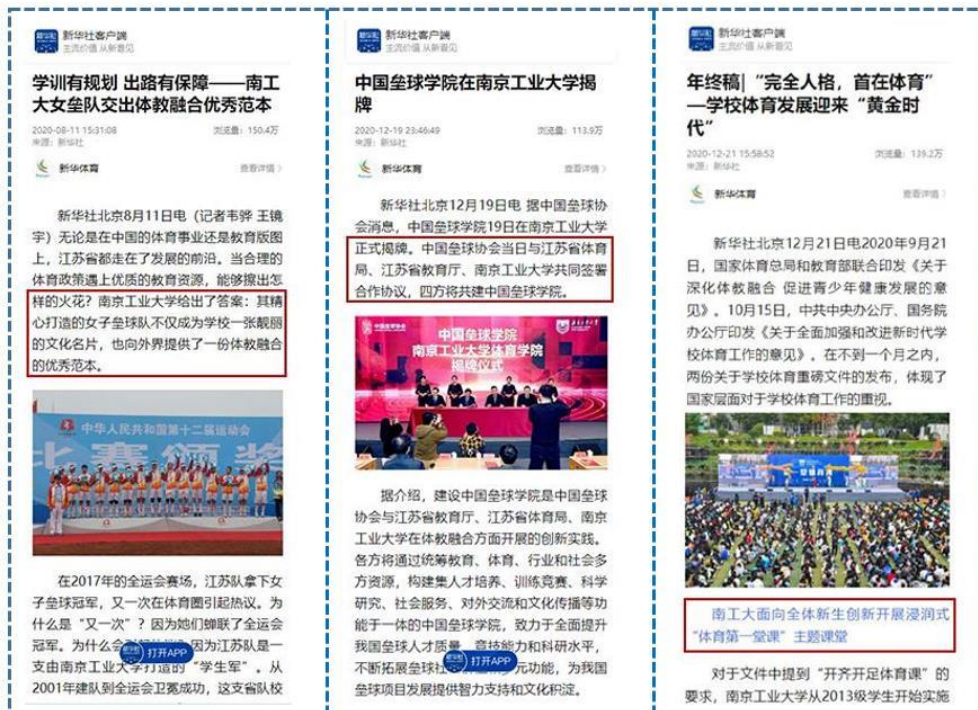 新华社客户端
主流价值 从新看见
学训有规划 出路有保障——南工
大女垒队交出体教融合优秀范本
2020-08-11 15:31:08 浏览量：150.4万
来源：新华社
新华体育 查看详情
新华社北京8月11日电（记者韦骅 王镜
宇）无论是在中国的体育事业还是教育版图
上，江苏省都走在了发展的前沿。当合理的
体育政策遇上优质的教育资源，能够擦出怎
样的火花？南京工业大学给出了答案：其精
心打造的女子垒球队不仅成为学校一张靓丽
的文化名片，也向外界提供了一份体教融合
的优秀范本。
中华人民共和国第十二届运动会
比赛颁奖
在2017年的全运会赛场，江苏队拿下女
子垒球冠军，又一次在体育圈引起热议。为
什么是“又一次”？因为她们蝉联了全运会
冠军。为什么会 因为江苏队是一
支由南京工业大学打造的“学生军”。从
打开APP
2001年建队到全运会卫冕成功，这支省队校
新华社客户端
主流价值 从新看见
中国垒球学院在南京工业大学揭
牌
2020-12-19 23:46:49 浏览量：113.9万
来源：新华社
新华体育 查看详情
新华社北京12月19日电 据中国垒球协
会消息，中国垒球学院19日在南京工业大学
正式揭牌。中国垒球协会当日与江苏省体育
局、江苏省教育厅、南京工业大学共同签署
合作协议，四方将共建中国垒球学院。
中国垒球协会
中国垒球学院
南京工业大学体育学院
揭牌仪式
据介绍，建设中国垒球学院是中国垒球
协会与江苏省教育厅、江苏省体育局、南京
工业大学在体教融合方面开展的创新实践。
各方将通过统筹教育、体育、行业和社会多
方资源，构建集人才培养、训练竞赛、科学
研究、社会服务、对外交流和文化传播等功
能于一体的中国垒球学院，致力于全面提升
我国垒球人才质量、竞技能力和科研水平，
不断拓展垒球社 元功能，为我国
打开APP
垒球项目发展提供智力支持和文化积淀。
新华社客户端
主流价值 从新看见
年终稿|“完全人格，首在体育”
—学校体育发展迎来“黄金时
代”
2020-12-21 15:58:52 浏览量：139.2万
来源：新华社
新华体育 查看详情
新华社北京12月21日电2020年9月21
日，国家体育总局和教育部联合印发《关于
深化体教融合 促进青少年健康发展的意
见》。10月15日，中共中央办公厅、国务院
办公厅印发《关于全面加强和改进新时代学
校体育工作的意见》。在不到一个月之内，
两份关于学校体育重磅文件的发布，体现了
国家层面对于学校体育工作的重视。
南工大面向全体新生创新开展浸润式
“体育第一堂课”主题课堂
对于文件中提到“开齐开足体育课”的
要求，南京工业大学从2013级学生开始实施